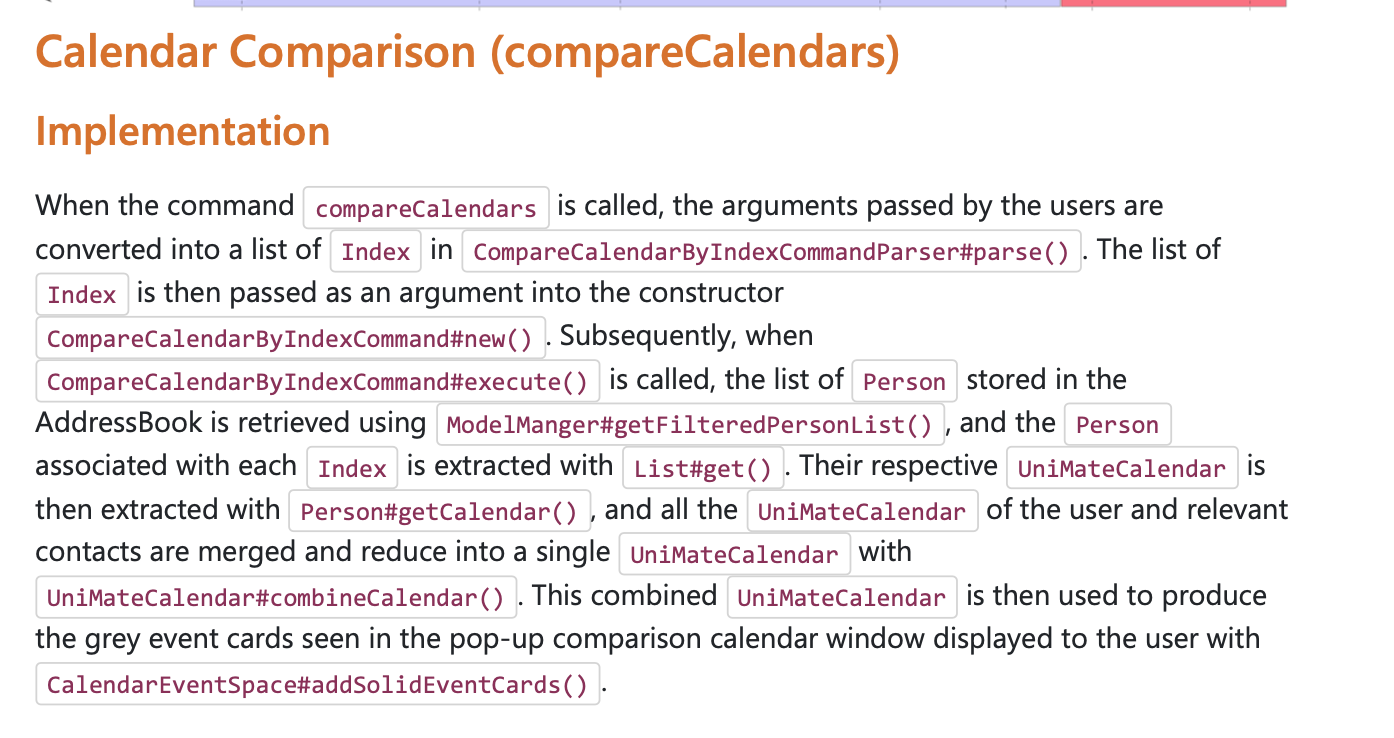 Calendar Comparison (compareCalendars)
Implementation
When the command compareCalendars is called, the arguments passed by the users are
converted into a list of Index in CompareCalendarByIndexCommandParser#parse() . The list of
Index is then passed as an argument into the constructor
CompareCalendarByIndexCommand#new() . Subsequently, when
CompareCalendarByIndexCommand#execute() is called, the list of Person stored in the
AddressBook is retrieved using ModelManger#getFilteredPersonList() , and the Person
associated with each Index is extracted with List#get() . Their respective UniMateCalendar is
then extracted with Person#getCalendar() , and all the UniMateCalendar of the user and relevant
contacts are merged and reduce into a single UniMateCalendar with
UniMateCalendar#combineCalendar() . This combined UniMateCalendar is then used to produce
the grey event cards seen in the pop-up comparison calendar window displayed to the user with
CalendarEventSpace#addSolidEventCards() .